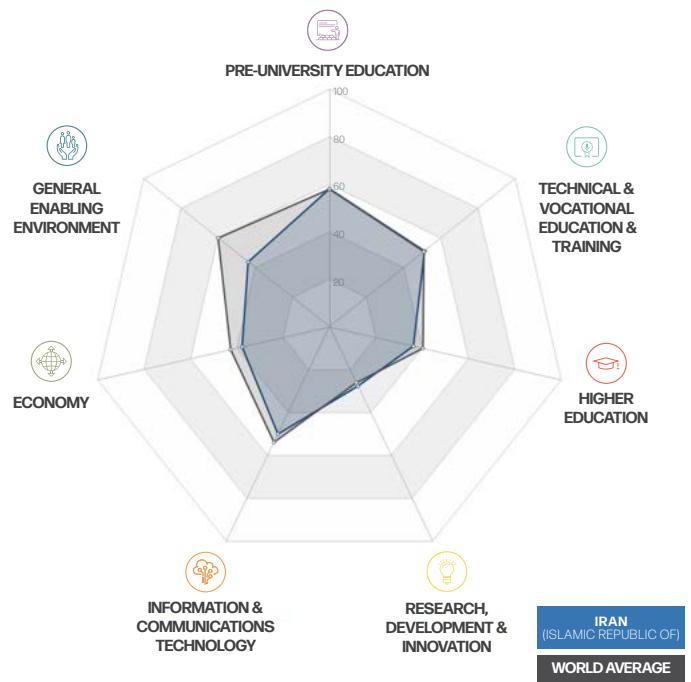 PRE-UNIVERSITY EDUCATION
100
80
60
40
20
GENERAL
ENABLING
ENVIRONMENT
TECHNICAL &
VOCATIONAL
EDUCATION &
TRAINING
ECONOMY
HIGHER
EDUCATION
INFORMATION &
COMMUNICATIONS
TECHNOLOGY
RESEARCH,
DEVELOPMENT &
INNOVATION
IRAN
(ISLAMIC REPUBLIC OF)
WORLD AVERAGE